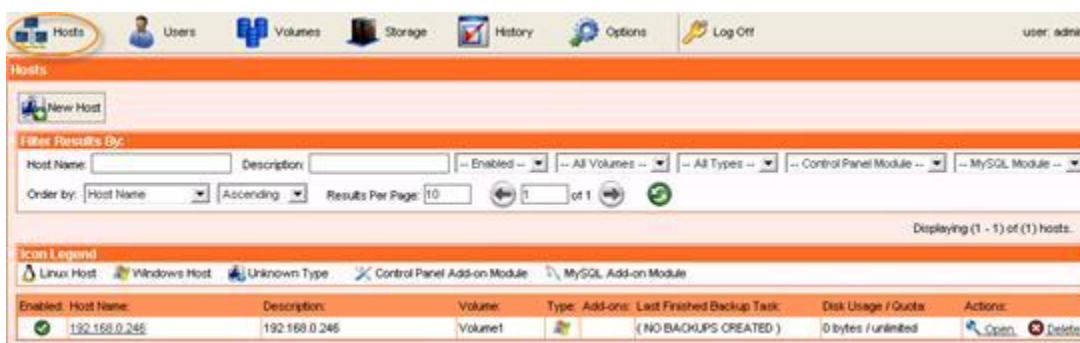 Hosts Users Volumes Storage History Options Log Off user: admin
Hosts
New Host
Filter Results By:
Host Name: Description: -- Enabled -- -- All Volumes -- -- All Types -- -- Control Panel Module -- -- MySQL Module --
Order by: Host Name Ascending Results Per Page: 10 1 of 1
Displaying (1 - 1) of (1) hosts.
Icon Legend
Linux Host Windows Host Unknown Type Control Panel Add-on Module MySQL Add-on Module
Enabled: Host Name: Description: Volume: Type: Add-ons: Last Finished Backup Task: Disk Usage / Quota: Actions:
192.168.0.246 192.168.0.246 Volume1 ( NO BACKUPS CREATED ) 0 bytes / unlimited Open Delete